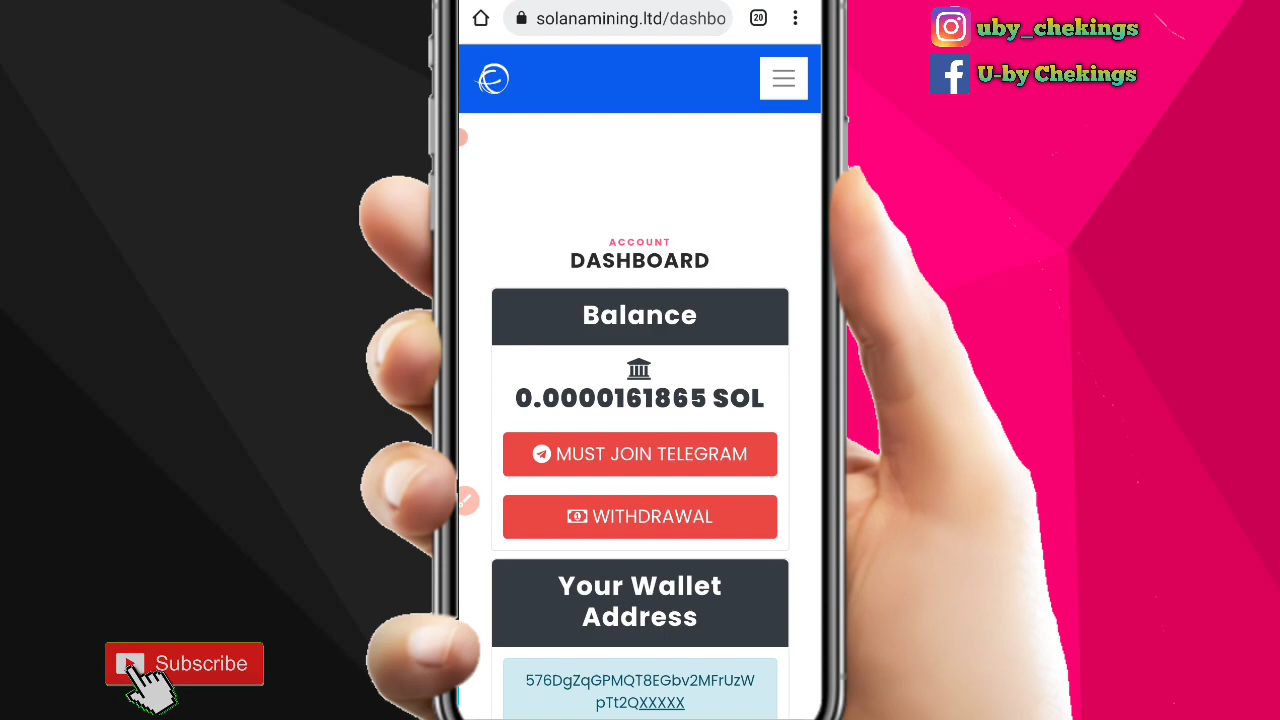 solanamining.ltd/dashbo
20
uby_chekings
U-by Chekings
ACCOUNT
DASHBOARD
Balance
0.0000161865 SOL
MUST JOIN TELEGRAM
WITHDRAWAL
Your Wallet
Address
576DgZqGPMQT8EGbv2MFrUzW
pTt2QXXXXX
Subscribe